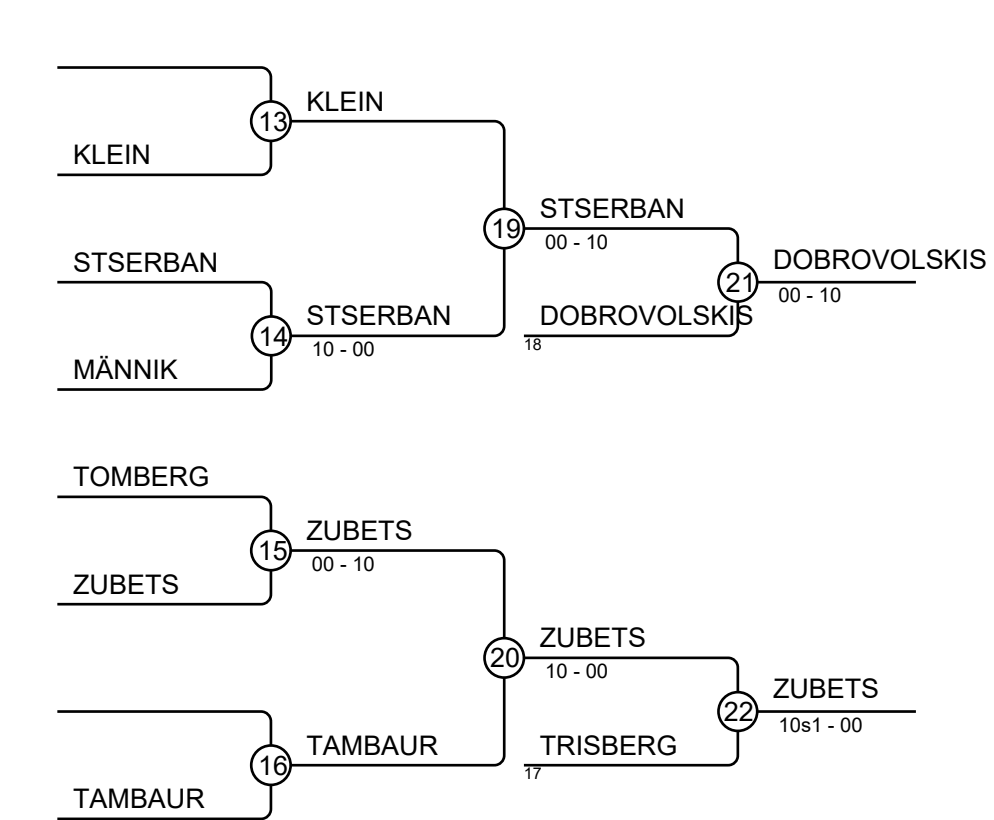 KLEIN
13
KLEIN
STSERBAN
19
00 - 10
STSERBAN
DOBROVOLSKIS
21
00 - 10
STSERBAN
14
10 - 00
DOBROVOLSKIS
18
MÄNNIK
TOMBERG
ZUBETS
15
00 - 10
ZUBETS
ZUBETS
20
10 - 00
ZUBETS
22
10s1 - 00
TAMBAUR
16
TRISBERG
17
TAMBAUR